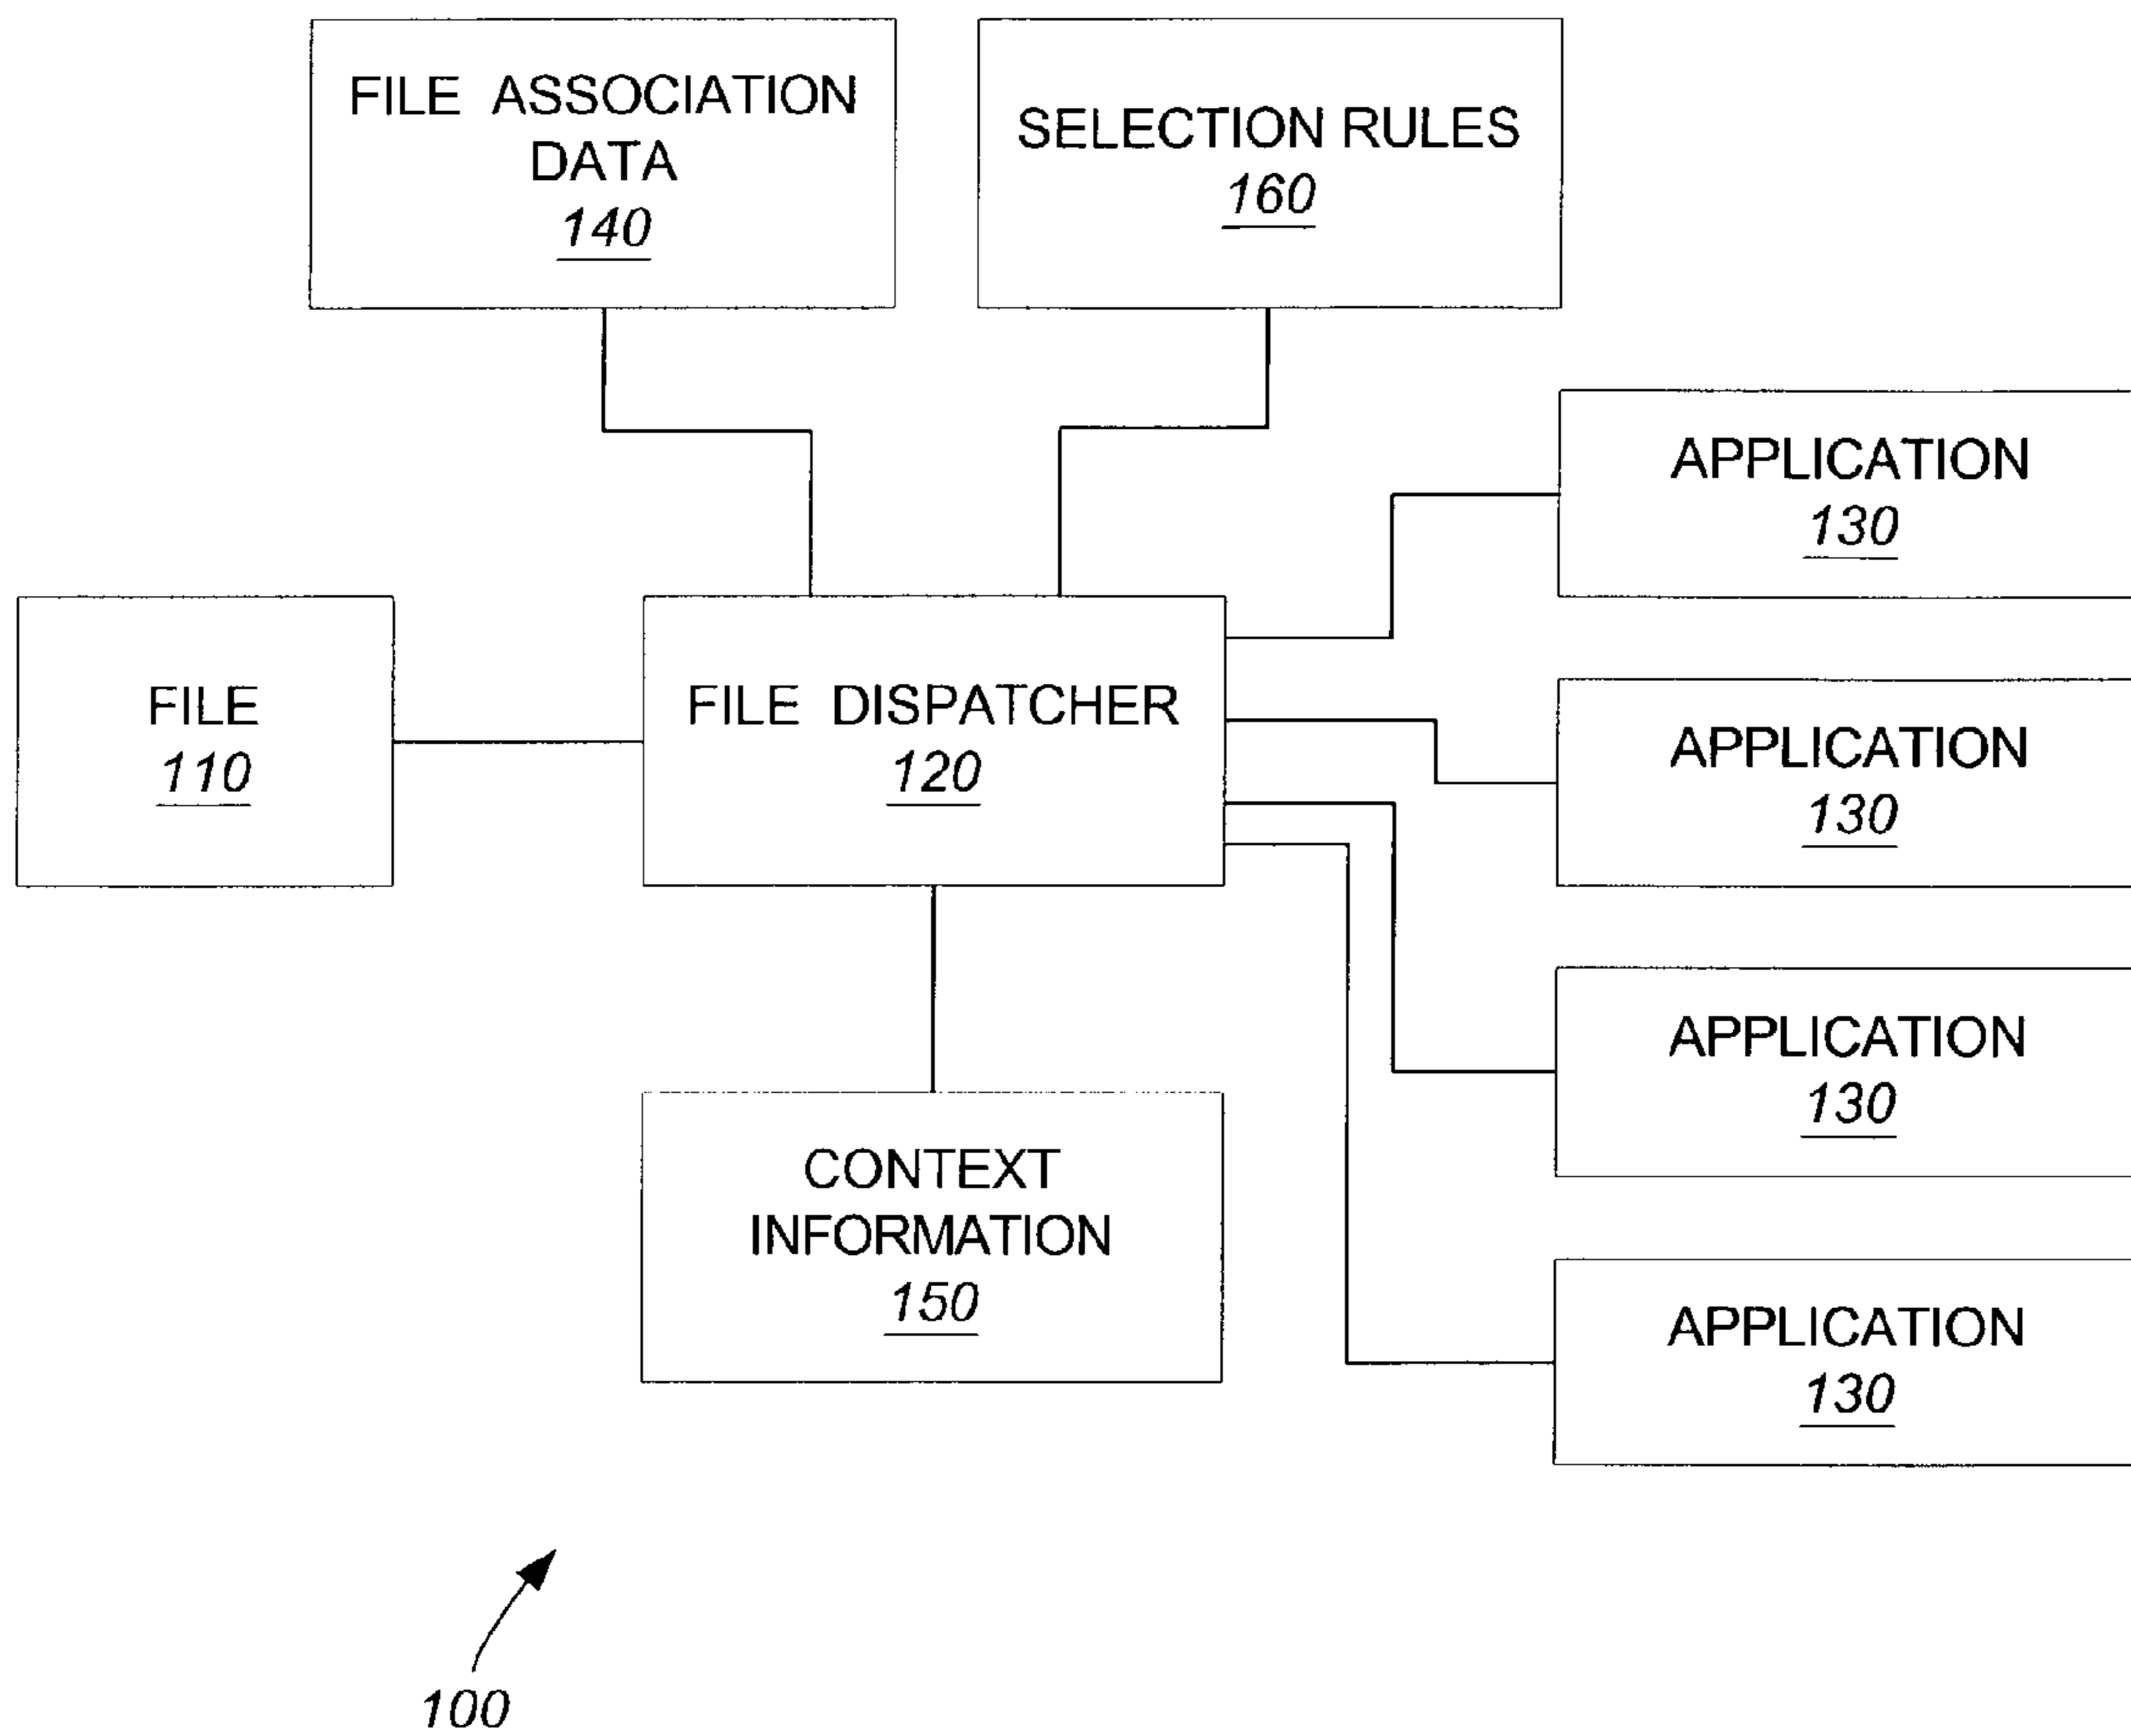 FILE ASSOCIATION
DATA
140
SELECTION RULES
160
APPLICATION
130
FILE
110
FILE DISPATCHER
120
APPLICATION
130
APPLICATION
130
CONTEXT
INFORMATION
150
APPLICATION
130
100